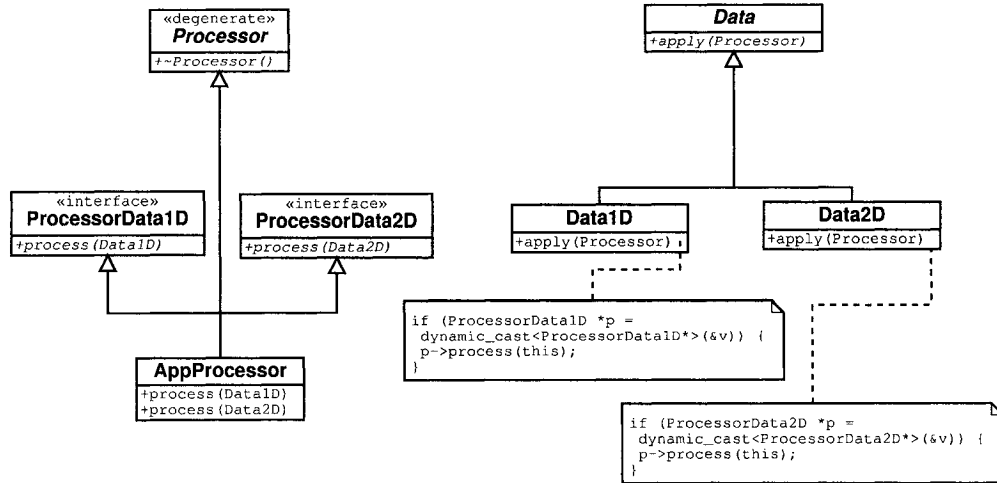 «degenerate»
Processor
+~Processor()
Data
+apply(Processor)
«interface»
ProcessorData1D
+process(Data1D)
«interface»
ProcessorData2D
+process(Data2D)
Data1D
+apply(Processor)
Data2D
+apply(Processor)
if (ProcessorData1D *p =
dynamic_cast<ProcessorData1D*>(&v)) {
p->process(this);
}
AppProcessor
+process(Data1D)
+process(Data2D)
if (ProcessorData2D *p =
dynamic_cast<ProcessorData2D*>(&v)) {
p->process(this);
}